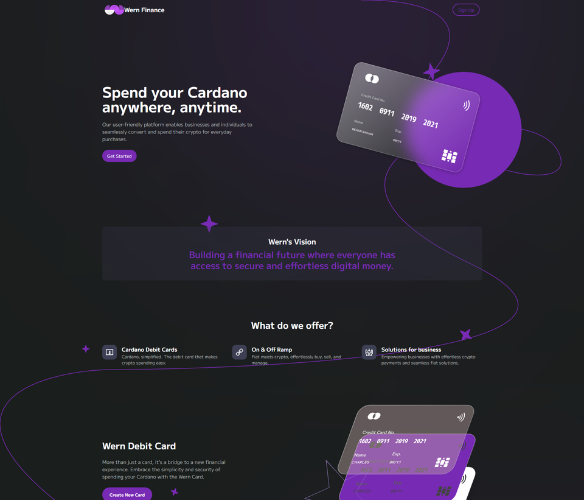 Wern Finance
Sign Up
Spend your Cardano
anywhere, anytime.
Our user-friendly platform enables businesses and individuals to
seamlessly convert and spend their crypto for everyday
purchases.
Get Started
Credit Card No.
1602 0911 2019 2021
Name
Exp.
Wern's Vision
Building a financial future where everyone has
access to secure and effortless digital money.
What do we offer?
Cardano Debit Cards
Cardano, simplified. The debit card that makes
crypto spending easy.
On & Off Ramp
Fiat meets crypto, effortlessly buy, sell, and
manage.
Solutions for business
Empowering businesses with effortless crypto
payments and seamless fiat solutions.
Wern Debit Card
More than just a card, it's a bridge to a new financial
experience. Embrace the simplicity and security of
spending your Cardano with the Wern Card.
Create New Card
Credit Card No.
1602 0911 2019 2021
Name
Exp.